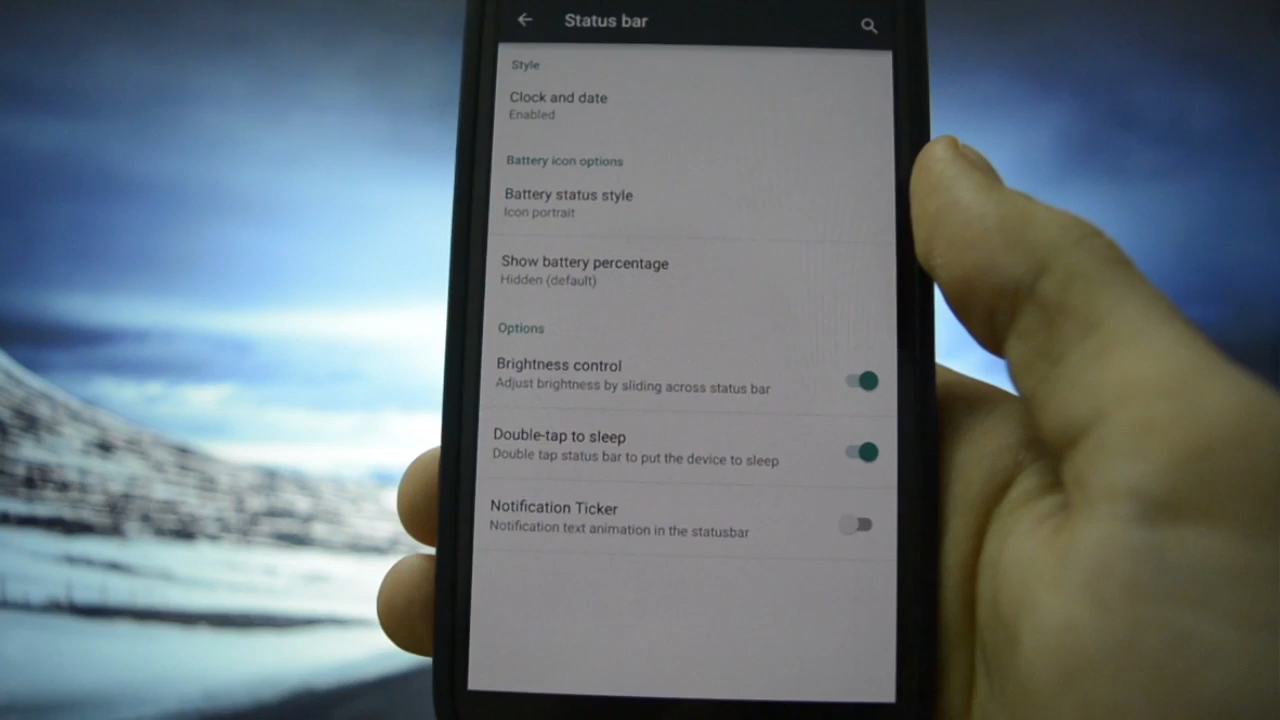 Status bar
Style
Clock and date
Enabled
Battery icon options
Battery status style
Icon portrait
Show battery percentage
Hidden (default)
Options
Brightness control
Adjust brightness by sliding across status bar
Double-tap to sleep
Double tap status bar to put the device to sleep
Notification Ticker
Notification text animation in the statusbar